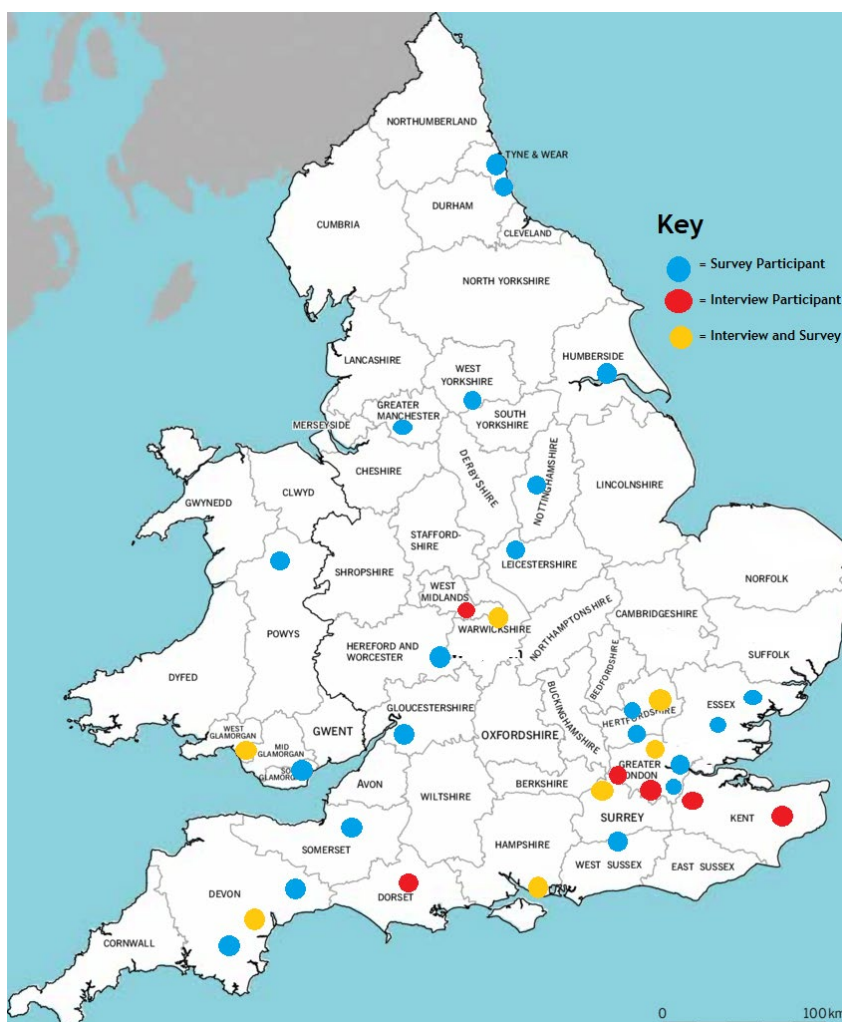 NORTHUMBERLAND
TYNE & WEAR
DURHAM
CUMBRIA
CLEVELAND
Key
= Survey Participant
= Interview Participant
= Interview and Survey
NORTH YORKSHIRE
LANCASHIRE
WEST
YORKSHIRE
HUMBERSIDE
GREATER
MANCHESTER
MERSEYSIDE
SOUTH
YORKSHIRE
CHESHIRE
DERBYSHIRE
NOTTINGHAMSHIRE
LINCOLNSHIRE
GWYNEDD
CLWYD
STAFFORD-
SHIRE
SHROPSHIRE
LEICESTERSHIRE
NORFOLK
WEST
MIDLANDS
WARWICKSHIRE
NORTHAMPTONSHIRE
CAMBRIDGESHIRE
POWYS
HEREFORD AND
WORCESTER
SUFFOLK
DYFED
BEDFORDSHIRE
BUCKINGHAMSHIRE
HERTFORDSHIRE
ESSEX
GLOUCESTERSHIRE
OXFORDSHIRE
WEST
GLAMORGAN
MID
GLAMORGAN
GWENT
GREATER
LONDON
AVON
WILTSHIRE
BERKSHIRE
SURREY
KENT
SOMERSET
HAMPSHIRE
WEST SUSSEX
EAST SUSSEX
DEVON
DORSET
CORNWALL
0
100 km